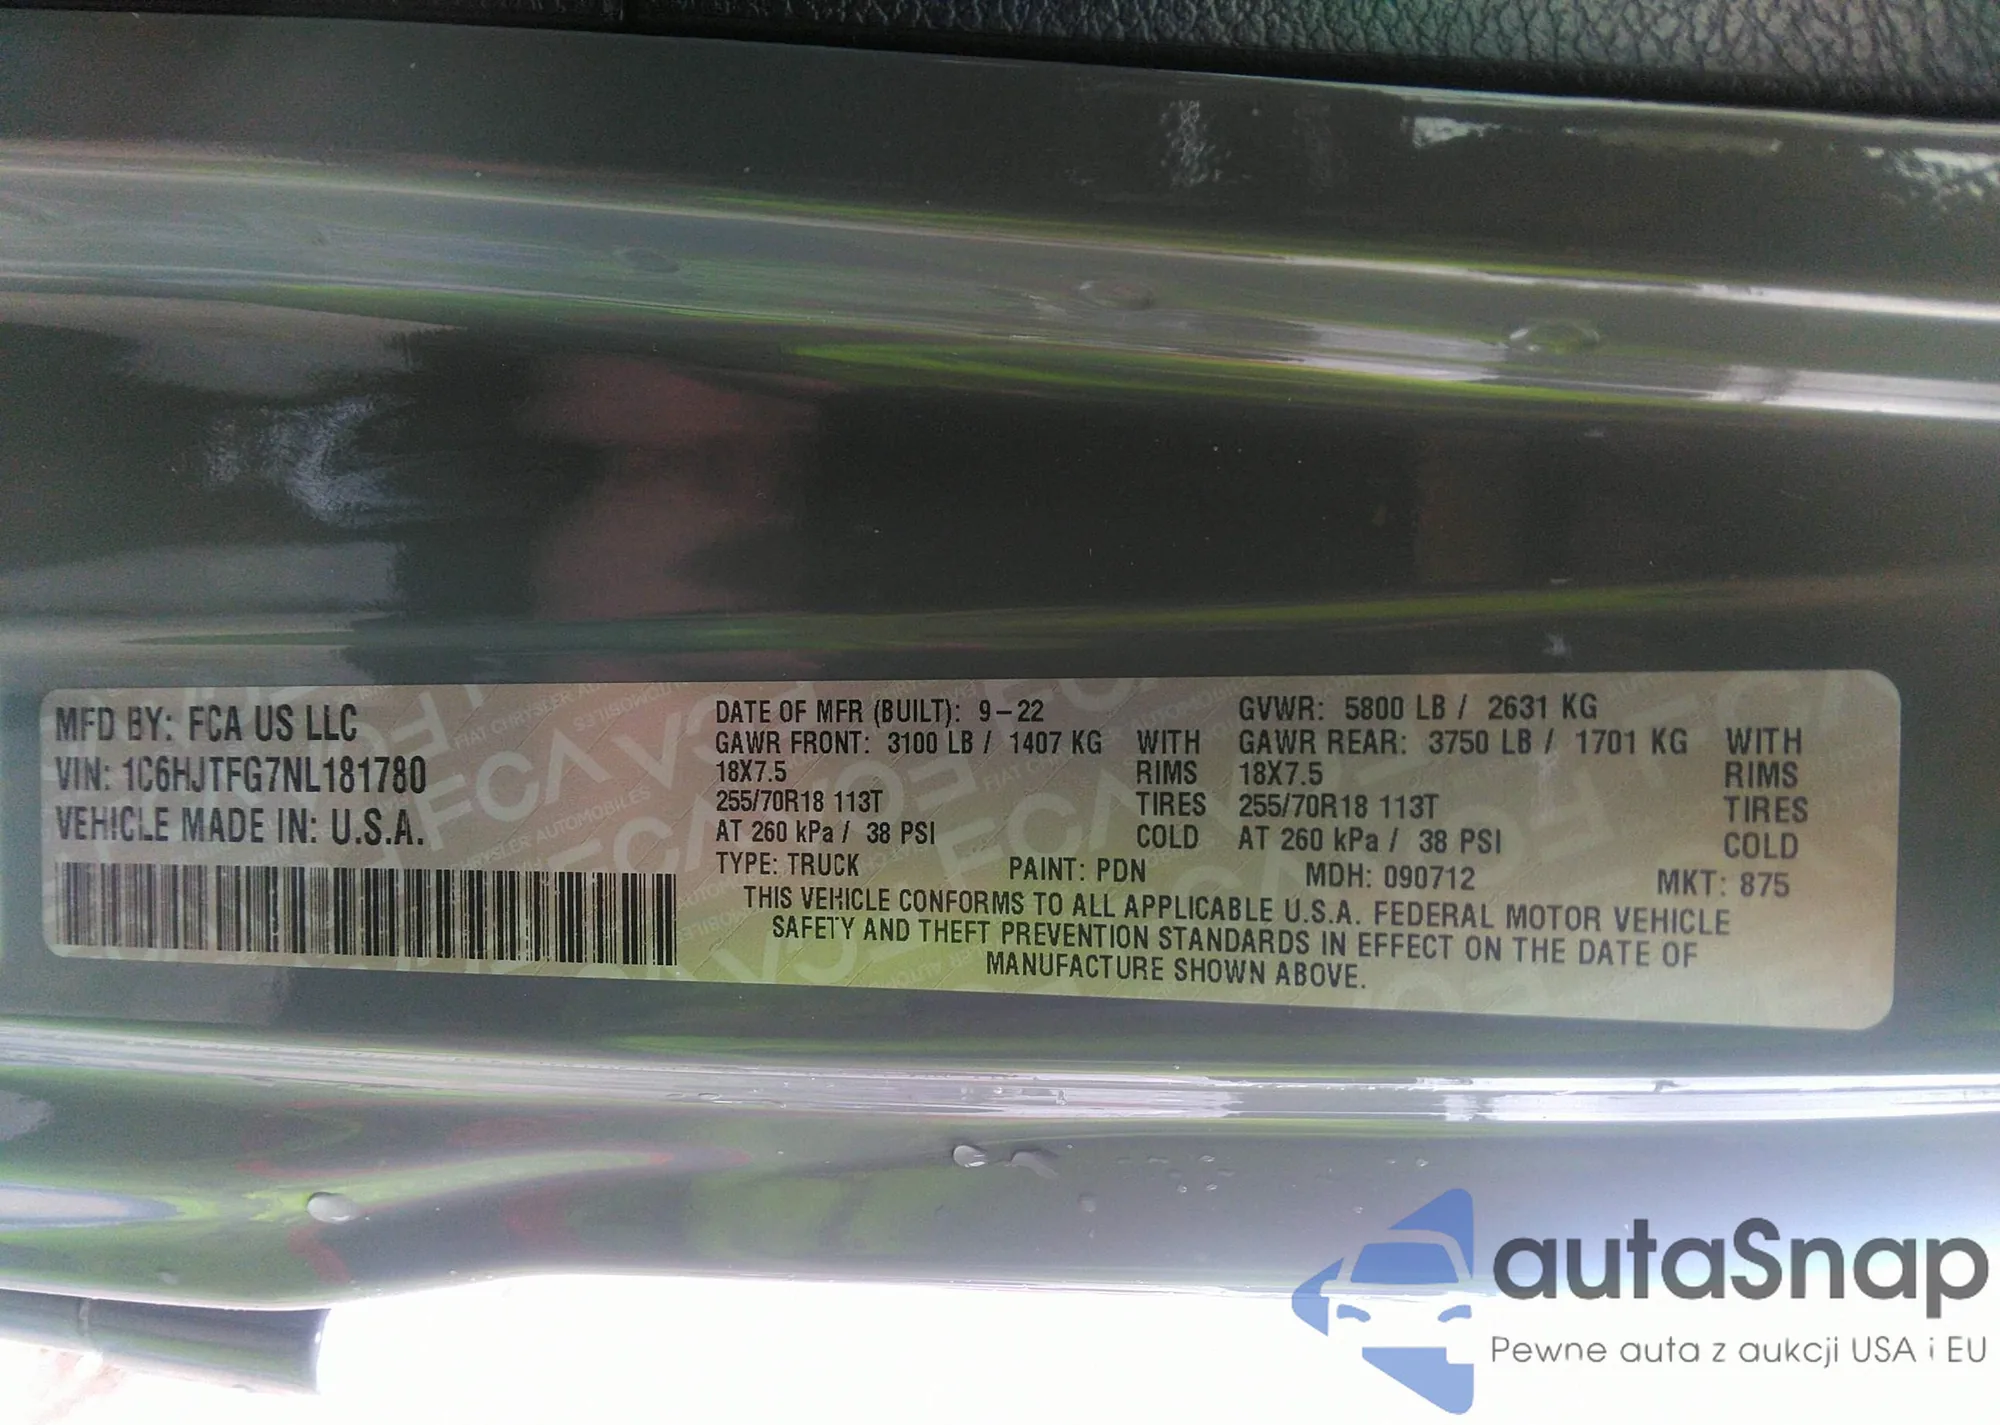 MFD BY: FCA US LLC
VIN: 1C6HJTFG7NL181780
VEHICLE MADE IN: U.S.A.
DATE OF MFR (BUILT): 9-22 GVWR: 5800 LB / 2631 KG
GAWR FRONT: 3100 LB / 1407 KG WITH GAWR REAR: 3750 LB / 1701 KG WITH
18X7.5 RIMS 18X7.5 RIMS
255/70R18 113T TIRES 255/70R18 113T TIRES
AT 260 kPa / 38 PSI COLD AT 260 kPa / 38 PSI COLD
TYPE: TRUCK PAINT: PDN MDH: 090712 MKT: 875
THIS VEHICLE CONFORMS TO ALL APPLICABLE U.S.A. FEDERAL MOTOR VEHICLE
SAFETY AND THEFT PREVENTION STANDARDS IN EFFECT ON THE DATE OF
MANUFACTURE SHOWN ABOVE.
autaSnap
Pewne auta z aukcji USA i EU